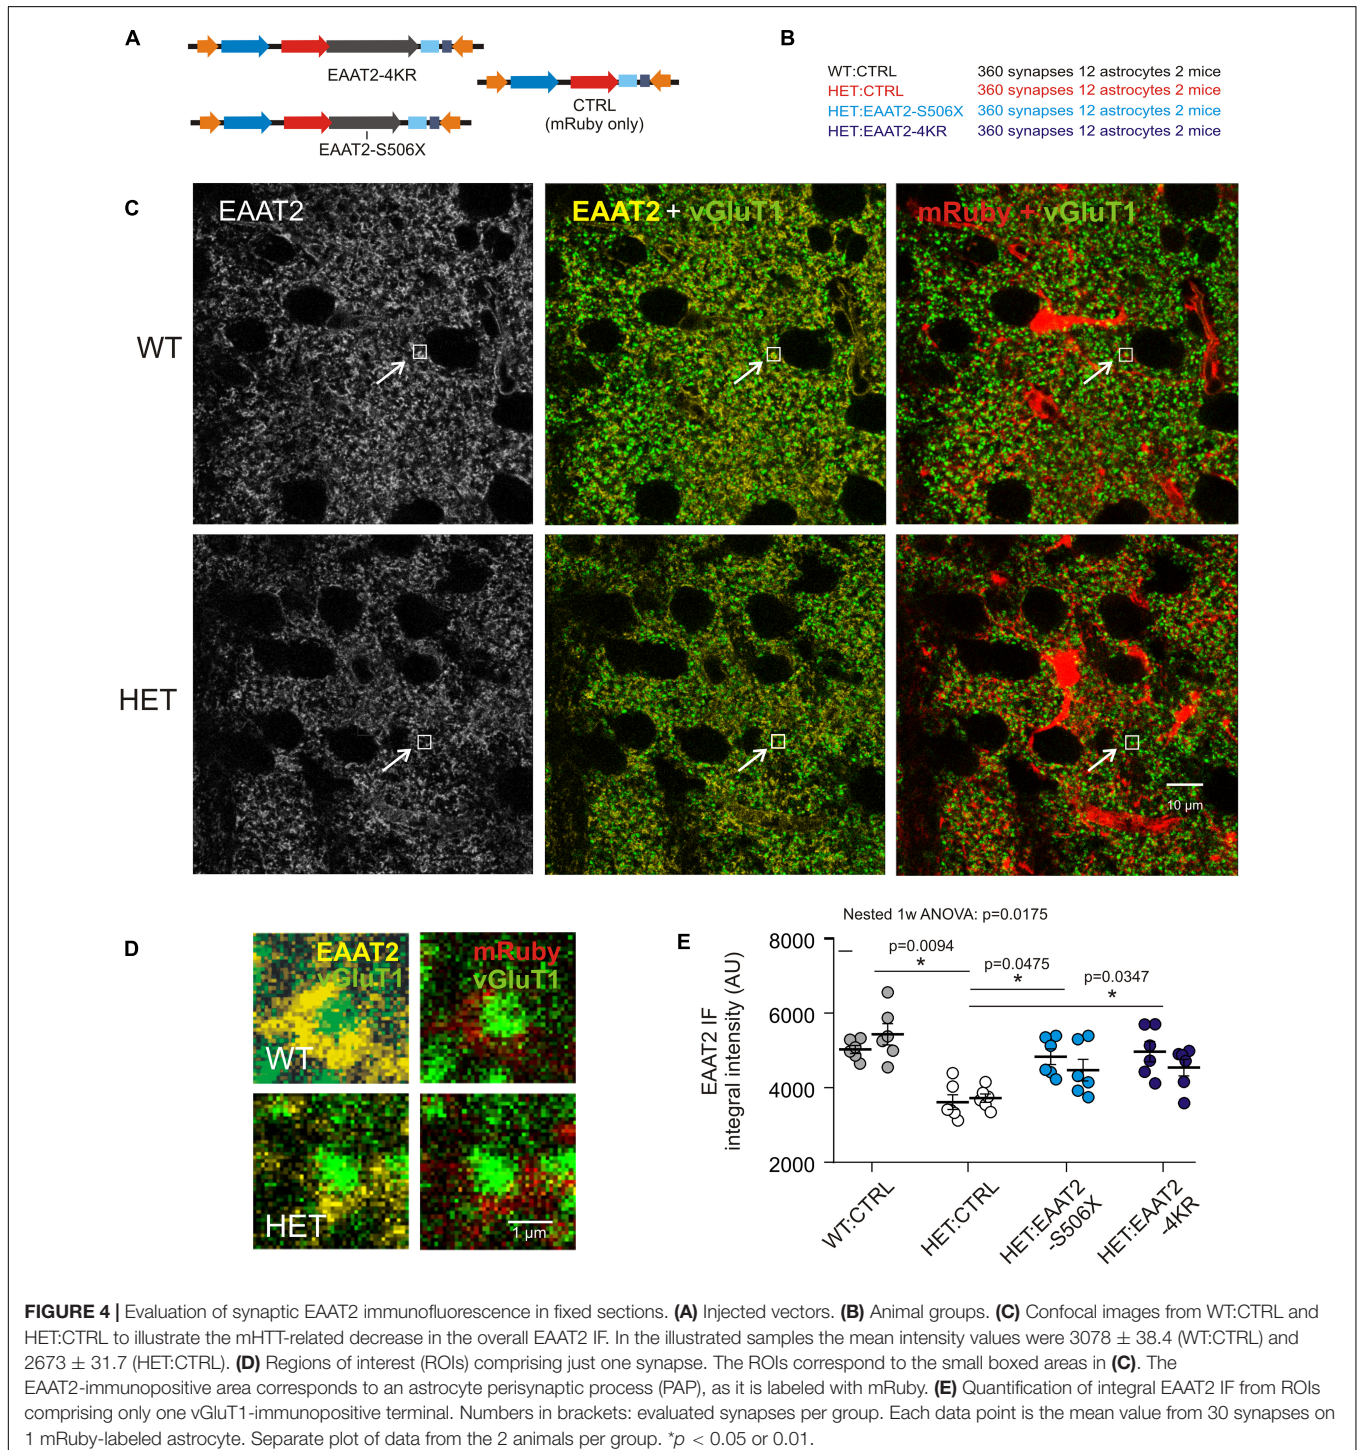 A
EAAT2-4KR
EAAT2-S506X
CTRL
(mRuby only)
B
WT:CTRL 360 synapses 12 astrocytes 2 mice
HET:CTRL 360 synapses 12 astrocytes 2 mice
HET:EAAT2-S506X 360 synapses 12 astrocytes 2 mice
HET:EAAT2-4KR 360 synapses 12 astrocytes 2 mice
C
EAAT2
EAAT2 + vGluT1
mRuby + vGluT1
WT
HET
10 µm
D
EAAT2
vGluT1
WT
mRuby
vGluT1
HET
1 µm
E
Nested 1w ANOVA: p=0.0175
p=0.0094
*
p=0.0475
*
p=0.0347
*
EAAT2 IF
integral intensity (AU)
8000
6000
4000
2000
WT:CTRL
HET:CTRL
HET:EAAT2
-S506X
HET:EAAT2
-4KR
FIGURE 4 | Evaluation of synaptic EAAT2 immunofluorescence in fixed sections. (A) Injected vectors. (B) Animal groups. (C) Confocal images from WT:CTRL and
HET:CTRL to illustrate the mHTT-related decrease in the overall EAAT2 IF. In the illustrated samples the mean intensity values were 3078 ± 38.4 (WT:CTRL) and
2673 ± 31.7 (HET:CTRL). (D) Regions of interest (ROIs) comprising just one synapse. The ROIs correspond to the small boxed areas in (C). The
EAAT2-immunopositive area corresponds to an astrocyte perisynaptic process (PAP), as it is labeled with mRuby. (E) Quantification of integral EAAT2 IF from ROIs
comprising only one vGluT1-immunopositive terminal. Numbers in brackets: evaluated synapses per group. Each data point is the mean value from 30 synapses on
1 mRuby-labeled astrocyte. Separate plot of data from the 2 animals per group. *p < 0.05 or 0.01.